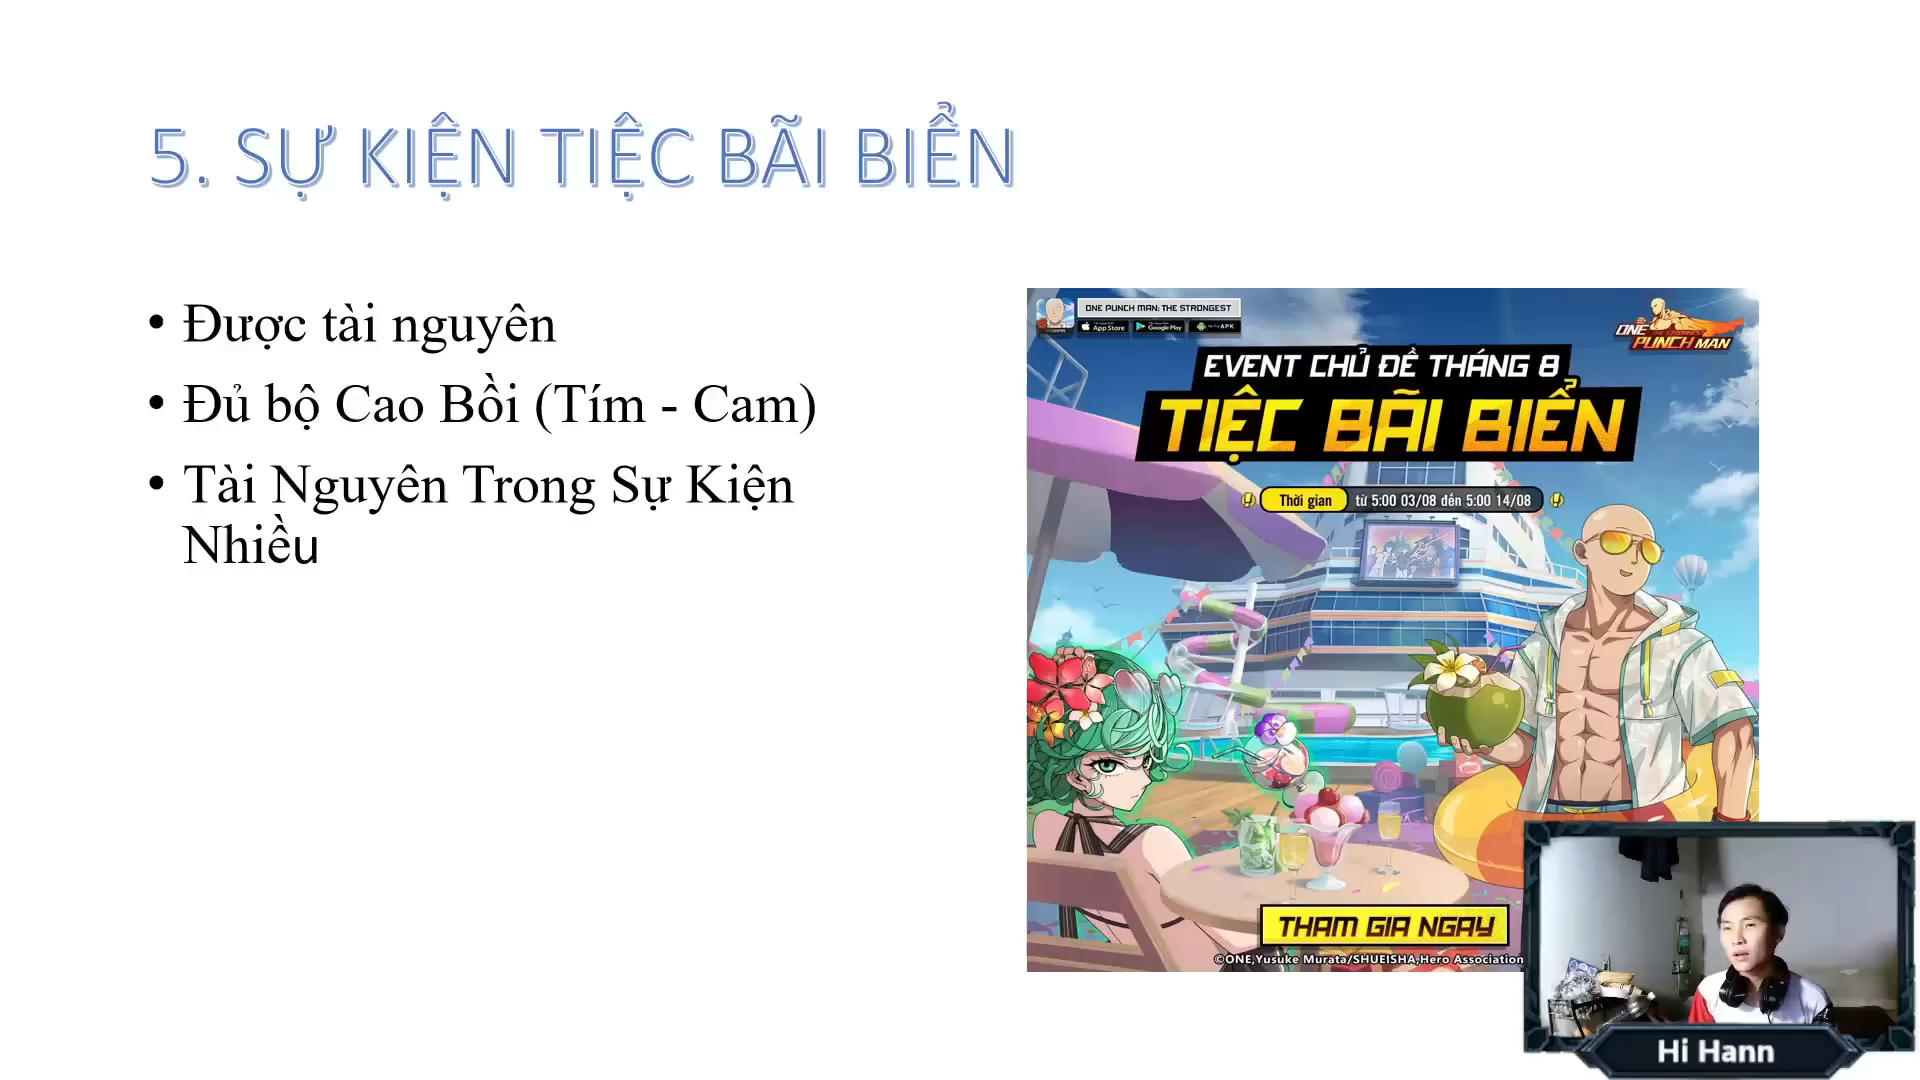 5. SỰ KIỆN TIỆC BÃI BIỂN
• Được tài nguyên
• Đủ bộ Cao Bồi (Tím - Cam)
• Tài Nguyên Trong Sự Kiện
Nhiều
ONE PUNCH MAN: THE STRONGEST
App Store
Google Play
APK
ONE
PUNCH MAN
EVENT CHỦ ĐỀ THÁNG 8
TIỆC BÃI BIỂN
Thời gian từ 5:00 03/08 đến 5:00 14/08
THAM GIA NGAY
©ONE,Yusuke Murata/SHUEISHA,Hero Association
Hi Hann